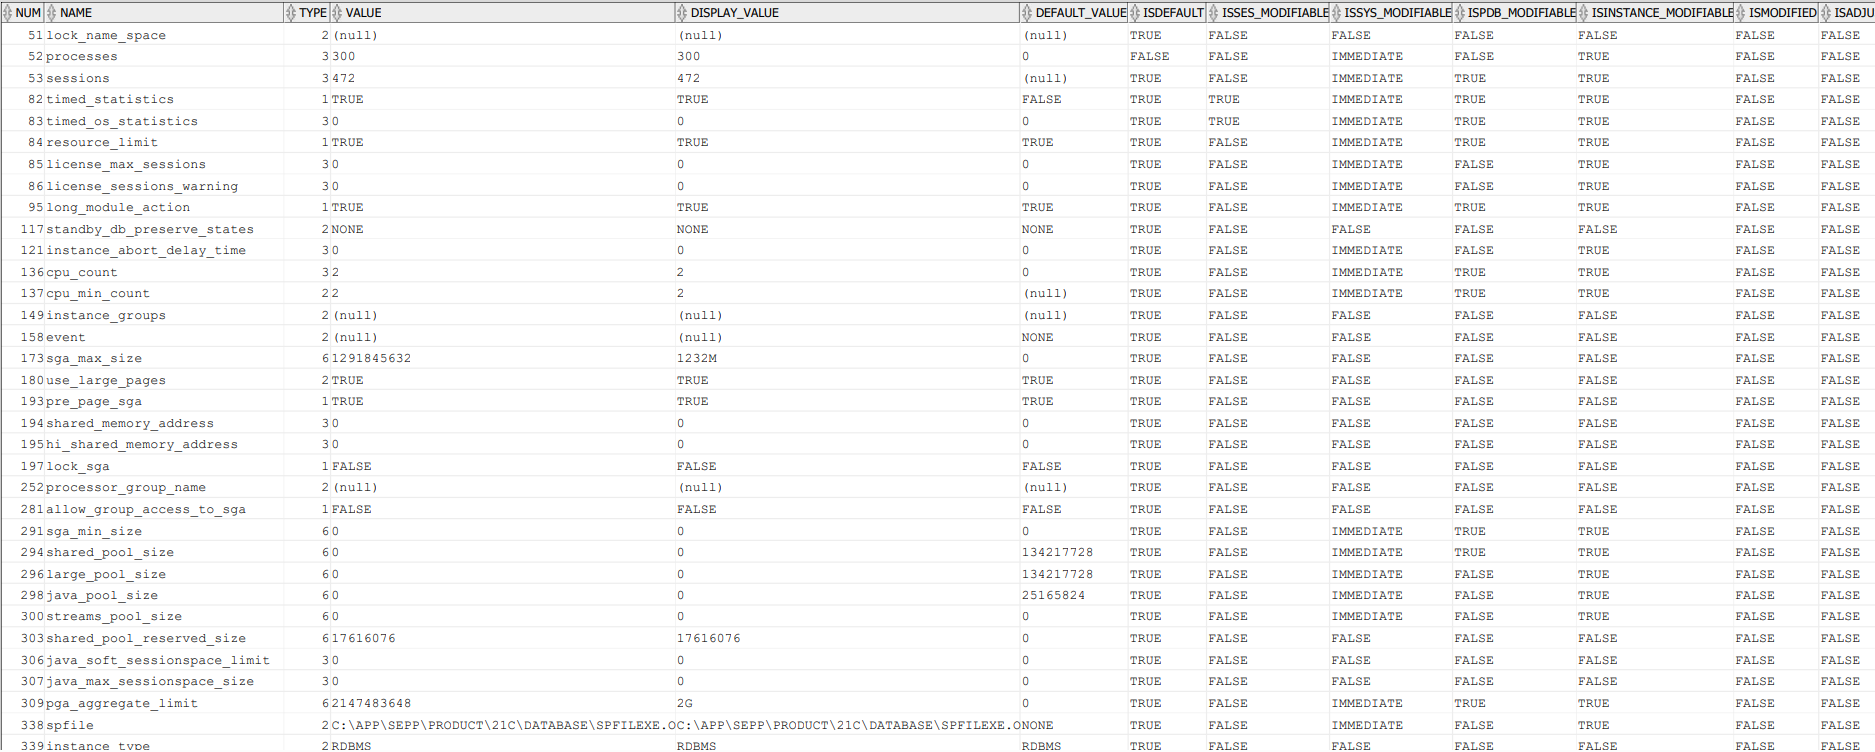 NUM NAME TYPE VALUE DISPLAY_VALUE DEFAULT_VALUE ISDEFAULT ISSES_MODIFIABLE ISSYS_MODIFIABLE ISPDB_MODIFIABLE ISINSTANCE_MODIFIABLE ISMODIFIED ISADJU
51 lock_name_space 2 (null) (null) (null) TRUE FALSE FALSE FALSE FALSE FALSE FALSE
52 processes 3 300 300 0 FALSE FALSE IMMEDIATE FALSE TRUE FALSE FALSE
53 sessions 3 472 472 (null) TRUE FALSE IMMEDIATE TRUE TRUE FALSE FALSE
82 timed_statistics 1 TRUE TRUE FALSE TRUE TRUE IMMEDIATE TRUE TRUE FALSE FALSE
83 timed_os_statistics 3 0 0 0 TRUE TRUE IMMEDIATE TRUE TRUE FALSE FALSE
84 resource_limit 1 TRUE TRUE TRUE TRUE FALSE IMMEDIATE TRUE TRUE FALSE FALSE
85 license_max_sessions 3 0 0 0 TRUE FALSE IMMEDIATE FALSE TRUE FALSE FALSE
86 license_sessions_warning 3 0 0 0 TRUE FALSE IMMEDIATE FALSE TRUE FALSE FALSE
95 long_module_action 1 TRUE TRUE TRUE TRUE FALSE IMMEDIATE TRUE TRUE FALSE FALSE
117 standby_db_preserve_states 2 NONE NONE NONE TRUE FALSE FALSE FALSE FALSE FALSE FALSE
121 instance_abort_delay_time 3 0 0 0 TRUE FALSE IMMEDIATE FALSE TRUE FALSE FALSE
136 cpu_count 3 2 2 0 TRUE FALSE IMMEDIATE TRUE TRUE FALSE FALSE
137 cpu_min_count 2 2 2 (null) TRUE FALSE IMMEDIATE TRUE TRUE FALSE FALSE
149 instance_groups 2 (null) (null) (null) TRUE FALSE FALSE FALSE FALSE FALSE FALSE
158 event 2 (null) (null) NONE TRUE FALSE FALSE FALSE FALSE FALSE FALSE
173 sga_max_size 6 1291845632 1232M 0 TRUE FALSE FALSE FALSE FALSE FALSE FALSE
180 use_large_pages 2 TRUE TRUE TRUE TRUE FALSE FALSE FALSE FALSE FALSE FALSE
193 pre_page_sga 1 TRUE TRUE TRUE TRUE FALSE FALSE FALSE FALSE FALSE FALSE
194 shared_memory_address 3 0 0 0 TRUE FALSE FALSE FALSE FALSE FALSE FALSE
195 hi_shared_memory_address 3 0 0 0 TRUE FALSE FALSE FALSE FALSE FALSE FALSE
197 lock_sga 1 FALSE FALSE FALSE TRUE FALSE FALSE FALSE FALSE FALSE FALSE
252 processor_group_name 2 (null) (null) (null) TRUE FALSE FALSE FALSE FALSE FALSE FALSE
281 allow_group_access_to_sga 1 FALSE FALSE FALSE TRUE FALSE FALSE FALSE FALSE FALSE FALSE
291 sga_min_size 6 0 0 0 TRUE FALSE IMMEDIATE TRUE TRUE FALSE FALSE
294 shared_pool_size 6 0 0 134217728 TRUE FALSE IMMEDIATE TRUE TRUE FALSE FALSE
296 large_pool_size 6 0 0 134217728 TRUE FALSE IMMEDIATE FALSE TRUE FALSE FALSE
298 java_pool_size 6 0 0 25165824 TRUE FALSE IMMEDIATE FALSE TRUE FALSE FALSE
300 streams_pool_size 6 0 0 0 TRUE FALSE IMMEDIATE FALSE TRUE FALSE FALSE
303 shared_pool_reserved_size 6 17616076 17616076 0 TRUE FALSE FALSE FALSE FALSE FALSE FALSE
306 java_soft_sessionspace_limit 3 0 0 0 TRUE FALSE FALSE FALSE FALSE FALSE FALSE
307 java_max_sessionspace_size 3 0 0 0 TRUE FALSE FALSE FALSE FALSE FALSE FALSE
309 pga_aggregate_limit 6 2147483648 2G 0 TRUE FALSE IMMEDIATE TRUE TRUE FALSE FALSE
338 spfile 2 C:\APP\SEPP\PRODUCT\21C\DATABASE\SPFILEXE.O C:\APP\SEPP\PRODUCT\21C\DATABASE\SPFILEXE.O NONE TRUE FALSE IMMEDIATE FALSE TRUE FALSE FALSE
339 instance_type 2 RDBMS RDBMS RDBMS TRUE FALSE FALSE FALSE FALSE FALSE FALSE